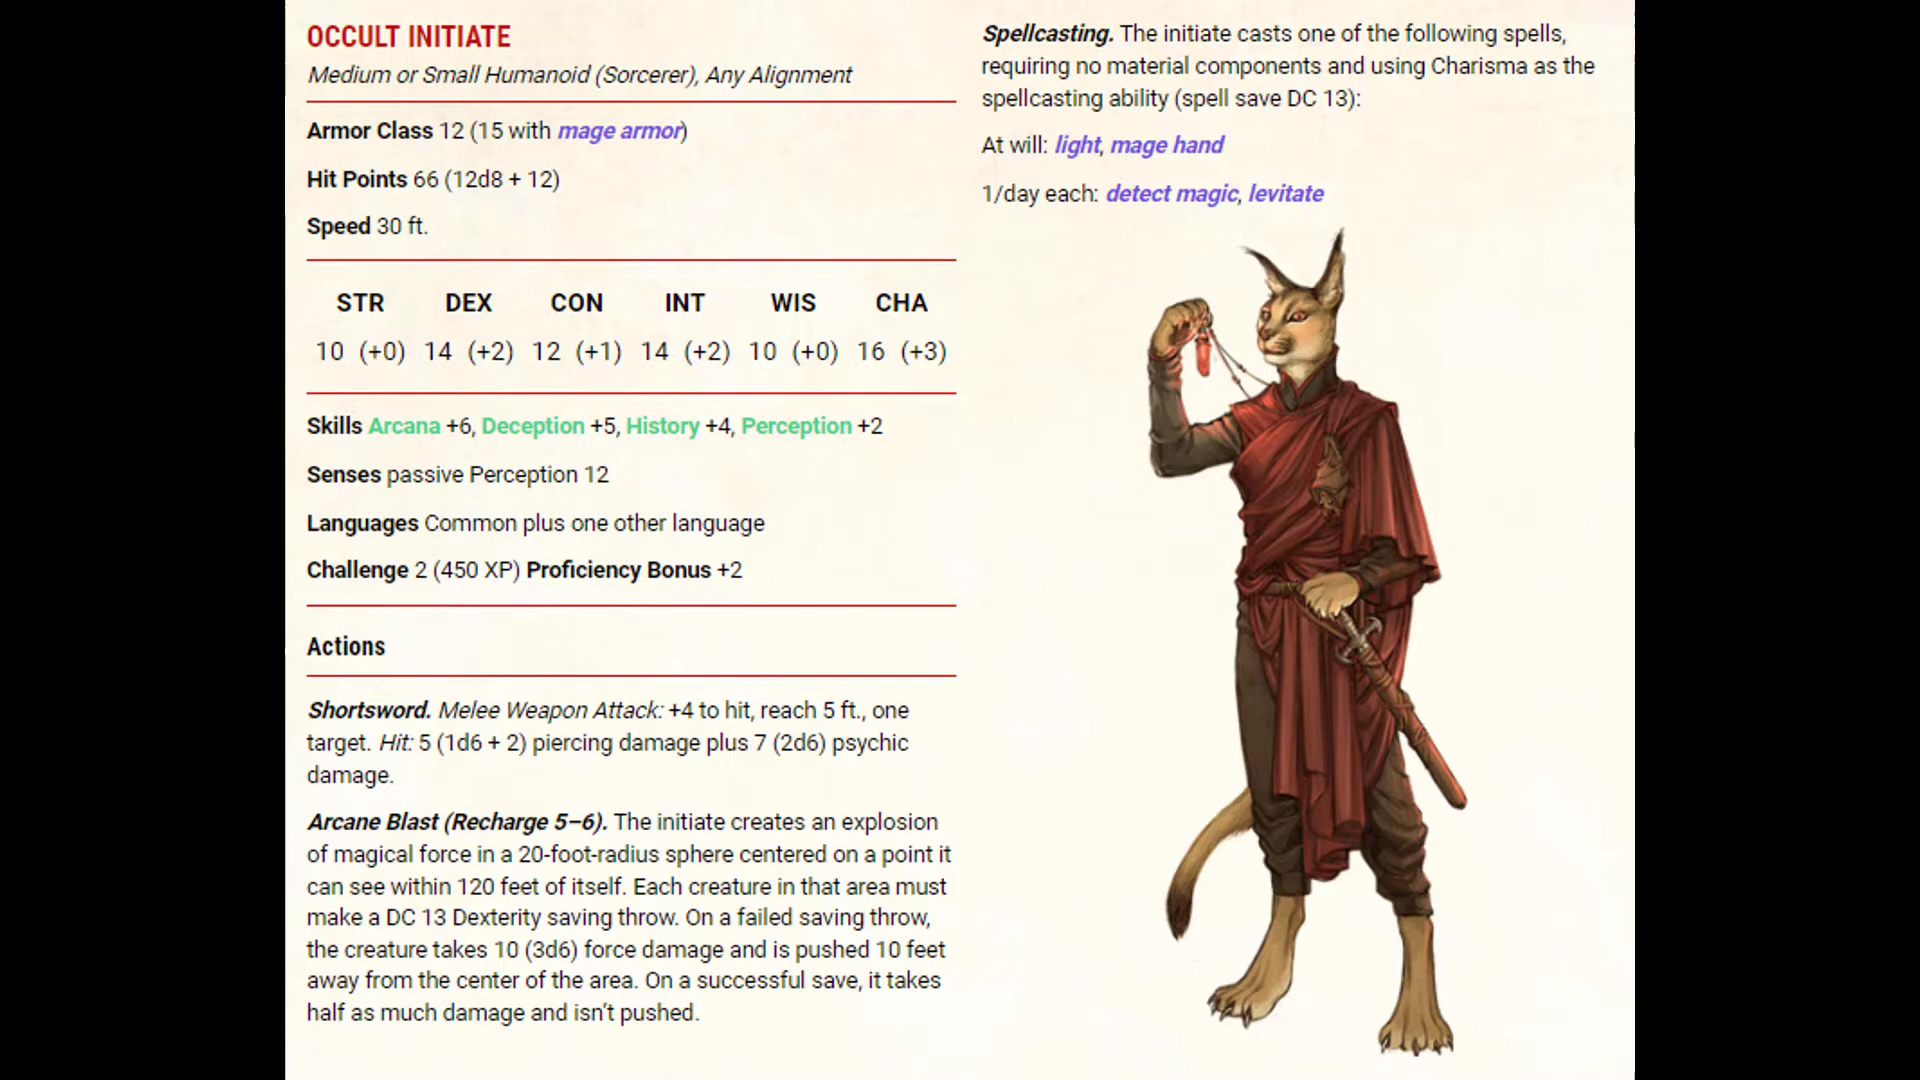 OCCULT INITIATE
Medium or Small Humanoid (Sorcerer), Any Alignment
Armor Class 12 (15 with mage armor)
Hit Points 66 (12d8 + 12)
Speed 30 ft.
STR DEX CON INT WIS CHA
10 (+0) 14 (+2) 12 (+1) 14 (+2) 10 (+0) 16 (+3)
Skills Arcana +6, Deception +5, History +4, Perception +2
Senses passive Perception 12
Languages Common plus one other language
Challenge 2 (450 XP) Proficiency Bonus +2
Actions
Shortsword. Melee Weapon Attack: +4 to hit, reach 5 ft., one
target. Hit: 5 (1d6 + 2) piercing damage plus 7 (2d6) psychic
damage.
Arcane Blast (Recharge 5–6). The initiate creates an explosion
of magical force in a 20-foot-radius sphere centered on a point it
can see within 120 feet of itself. Each creature in that area must
make a DC 13 Dexterity saving throw. On a failed saving throw,
the creature takes 10 (3d6) force damage and is pushed 10 feet
away from the center of the area. On a successful save, it takes
half as much damage and isn't pushed.
Spellcasting. The initiate casts one of the following spells,
requiring no material components and using Charisma as the
spellcasting ability (spell save DC 13):
At will: light, mage hand
1/day each: detect magic, levitate